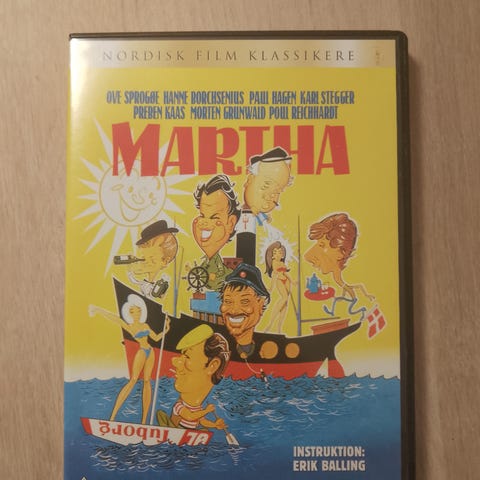 NORDISK FILM KLASSIKERE
OVE SPROGØE HANNE BORCHSENIUS PAUL HAGEN KARL STEGGER
PREBEN KAAS MORTEN GRUNWALD POUL REICHHARDT
MARTHA
Tuborg
INSTRUKTION:
ERIK BALLING